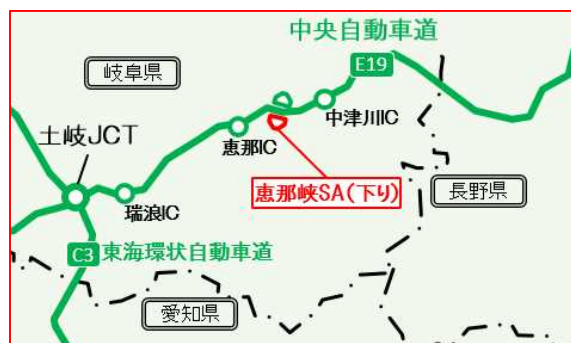 中央自動車道
E19
岐阜県
中津川IC
恵那IC
土岐JCT
恵那峡SA(下り)
長野県
瑞浪IC
C3
東海環状自動車道
愛知県